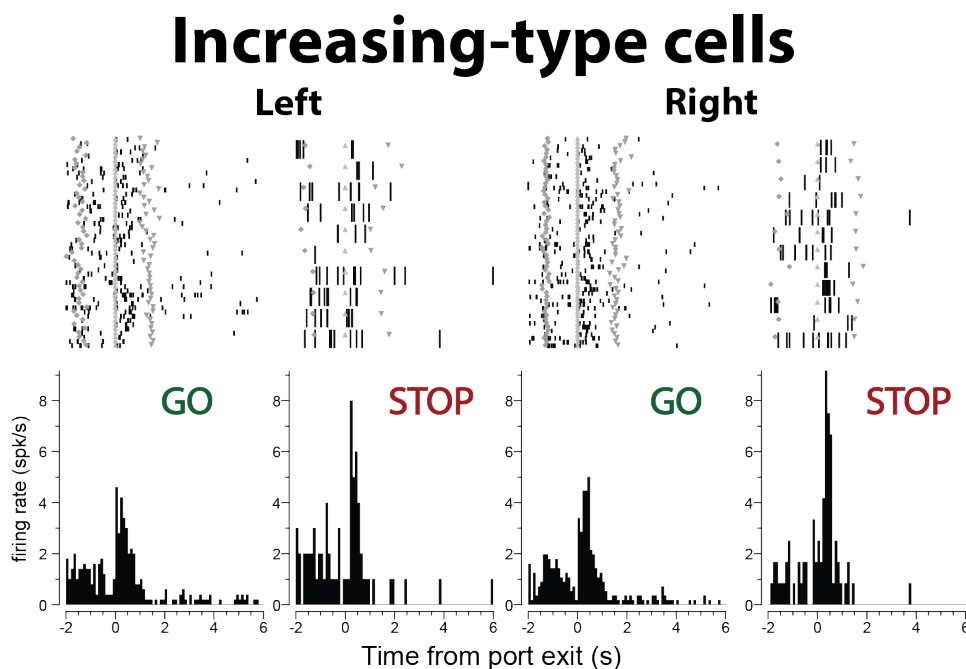 Increasing-type cells
Left Right
GO STOP GO STOP
firing rate (spk/s)
8 8 8 8
6 6 6 6
4 4 4 4
2 2 2 2
0 0 0 0
-2 0 2 4 6 -2 0 2 4 6 -2 0 2 4 6 -2 0 2 4 6
Time from port exit (s)